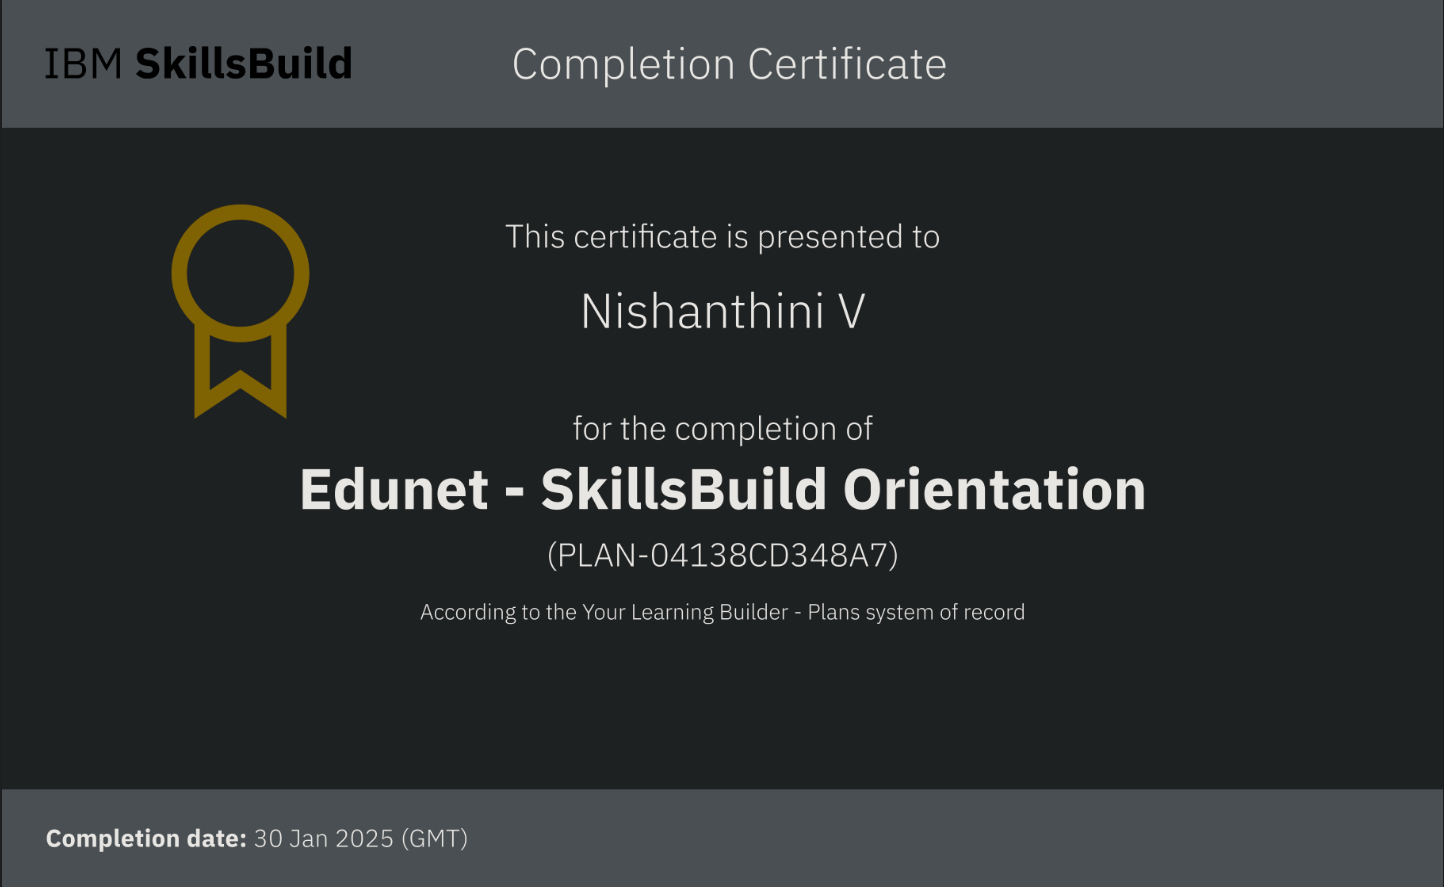 IBM SkillsBuild
Completion Certificate
This certificate is presented to
Nishanthini V
for the completion of
Edunet - SkillsBuild Orientation
(PLAN-04138CD348A7)
According to the Your Learning Builder - Plans system of record
Completion date: 30 Jan 2025 (GMT)